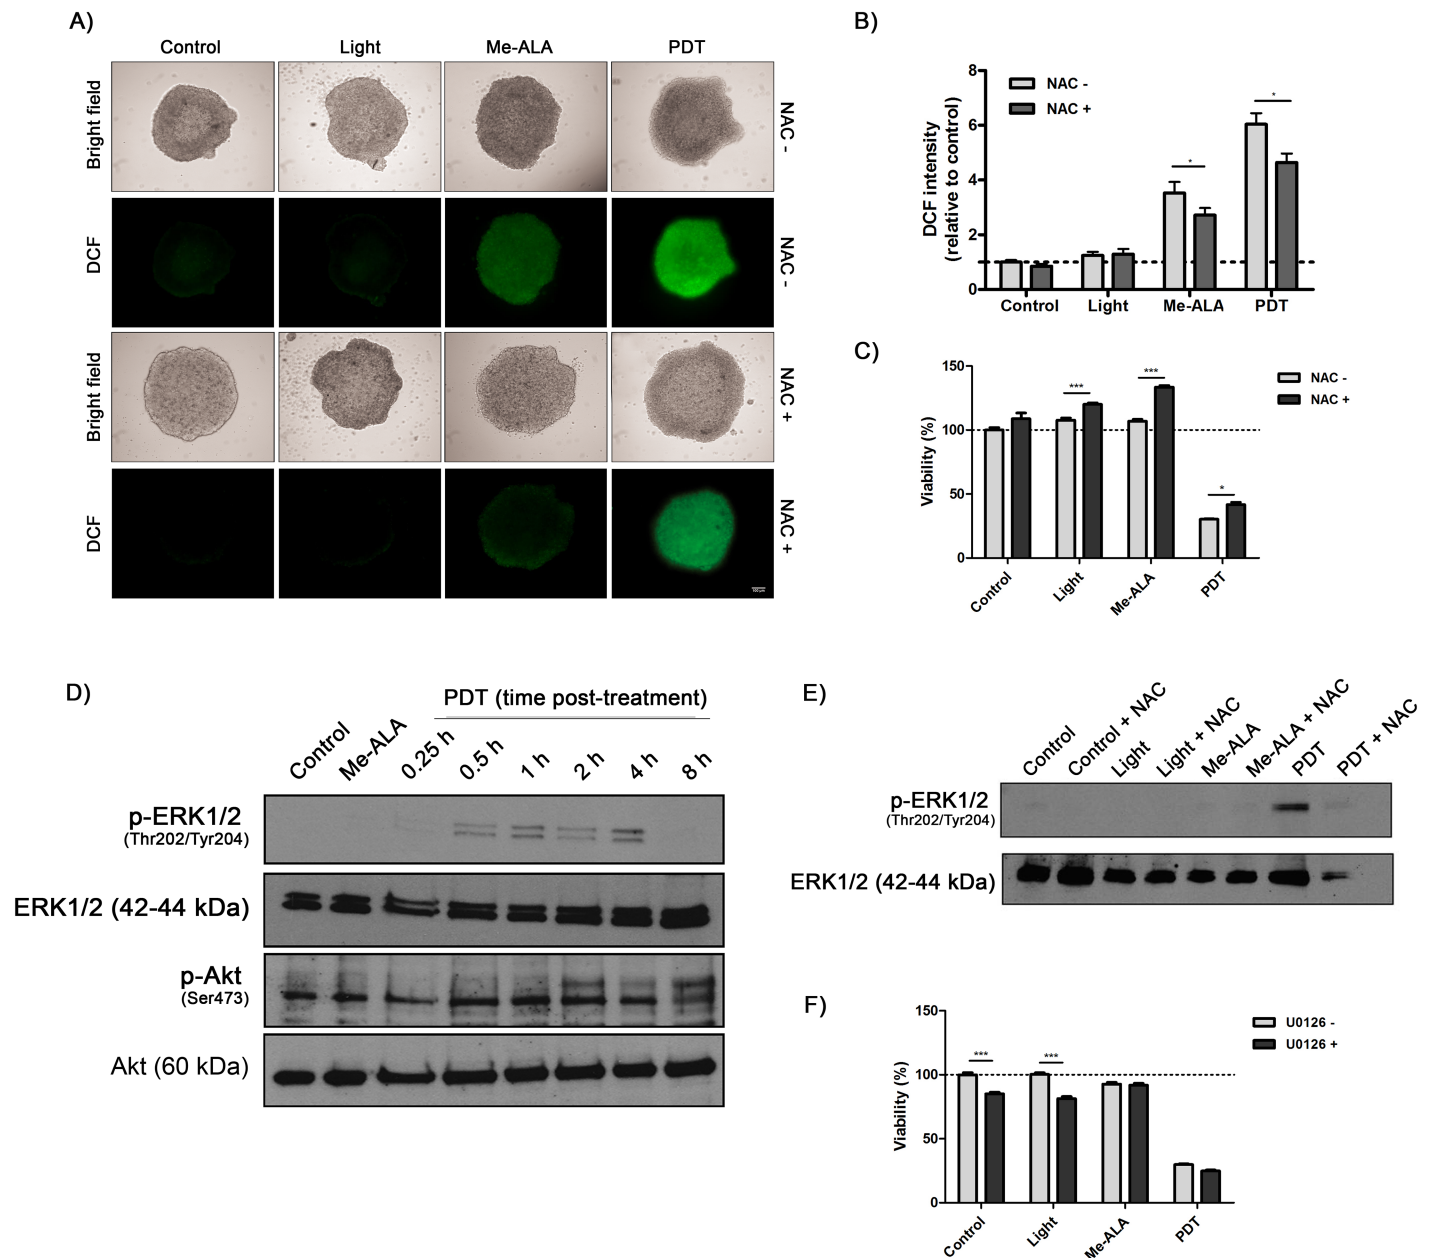 A)
Control Light Me-ALA PDT
Bright field
NAC -
DCF
NAC -
Bright field
NAC +
DCF
NAC +
100 µm
B)
DCF intensity
(relative to control)
8
6
4
2
0
NAC -
NAC +
*
*
Control Light Me-ALA PDT
C)
Viability (%)
150
100
50
0
NAC -
NAC +
***
***
*
Control Light Me-ALA PDT
D)
PDT (time post-treatment)
Control Me-ALA 0.25 h 0.5 h 1 h 2 h 4 h 8 h
p-ERK1/2
(Thr202/Tyr204)
ERK1/2 (42-44 kDa)
p-Akt
(Ser473)
Akt (60 kDa)
E)
Control Control + NAC Light Light + NAC Me-ALA Me-ALA + NAC PDT PDT + NAC
p-ERK1/2
(Thr202/Tyr204)
ERK1/2 (42-44 kDa)
F)
Viability (%)
150
100
50
0
U0126 -
U0126 +
***
***
Control Light Me-ALA PDT